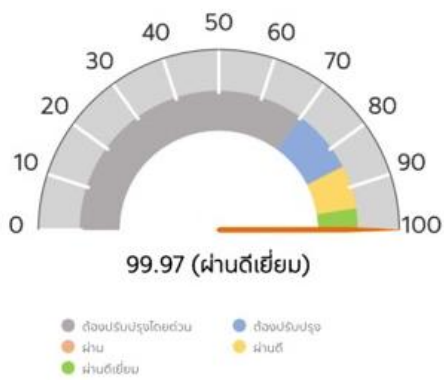 50
40 60
30 70
20 80
10 90
0 100
99.97 (ผ่านดีเยี่ยม)
ต้องปรับปรุงโดยด่วน ต้องปรับปรุง
ผ่าน ผ่านดี
ผ่านดีเยี่ยม